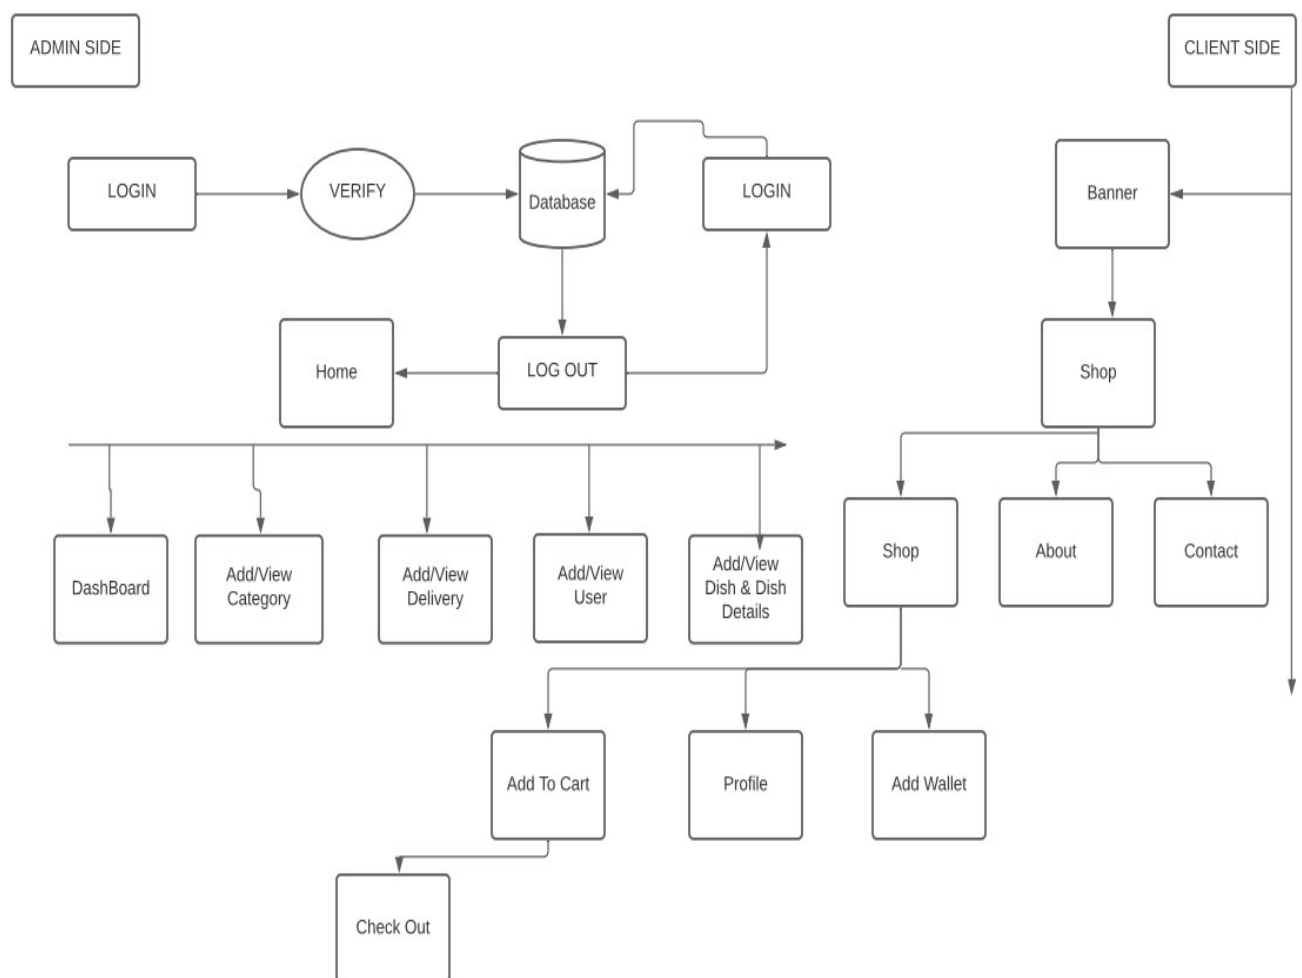 ADMIN SIDE
CLIENT SIDE
LOGIN
VERIFY
Database
LOGIN
Banner
Home
LOG OUT
Shop
DashBoard
Add/View
Category
Add/View
Delivery
Add/View
User
Add/View
Dish & Dish
Details
Shop
About
Contact
Add To Cart
Profile
Add Wallet
Check Out